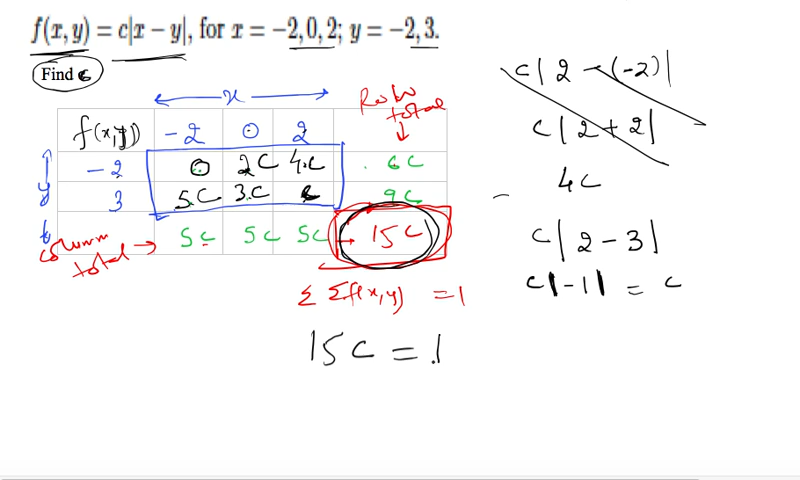 f(x,y) = c|x − y|, for x = −2,0,2; y = −2,3.
Find c
x
Row total
f(x,y) −2 0 2
y
−2 0 2C 4C 6C
3 5C 3C c 9C
column total → 5C 5C 5C → 15C
Σ Σf(x,y) = 1
15C = 1
c|2 − (−2)|
c|2 + 2|
4C
c|2 − 3|
c|−1| = c